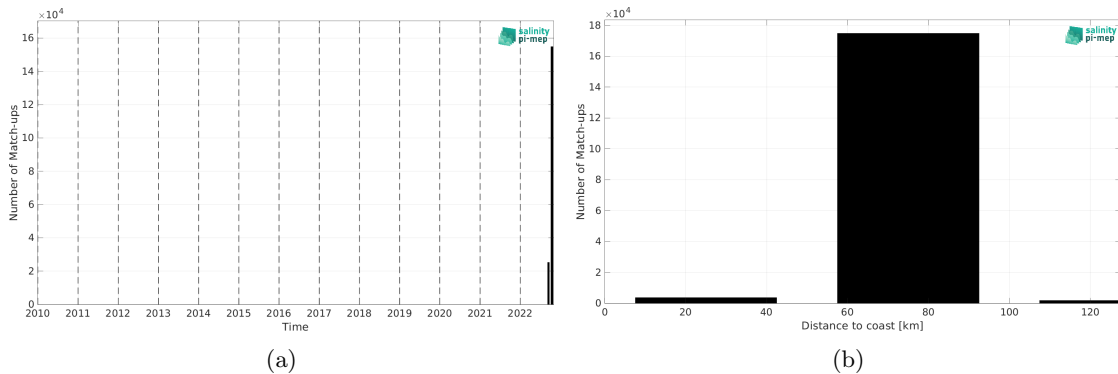 ×10⁴
salinity
pi-mep
16
14
12
10
8
6
4
2
0
Number of Match-ups
2010 2011 2012 2013 2014 2015 2016 2017 2018 2019 2020 2021 2022
Time
(a)
×10⁴
salinity
pi-mep
18
16
14
12
10
8
6
4
2
0
Number of Match-ups
0 20 40 60 80 100 120
Distance to coast [km]
(b)